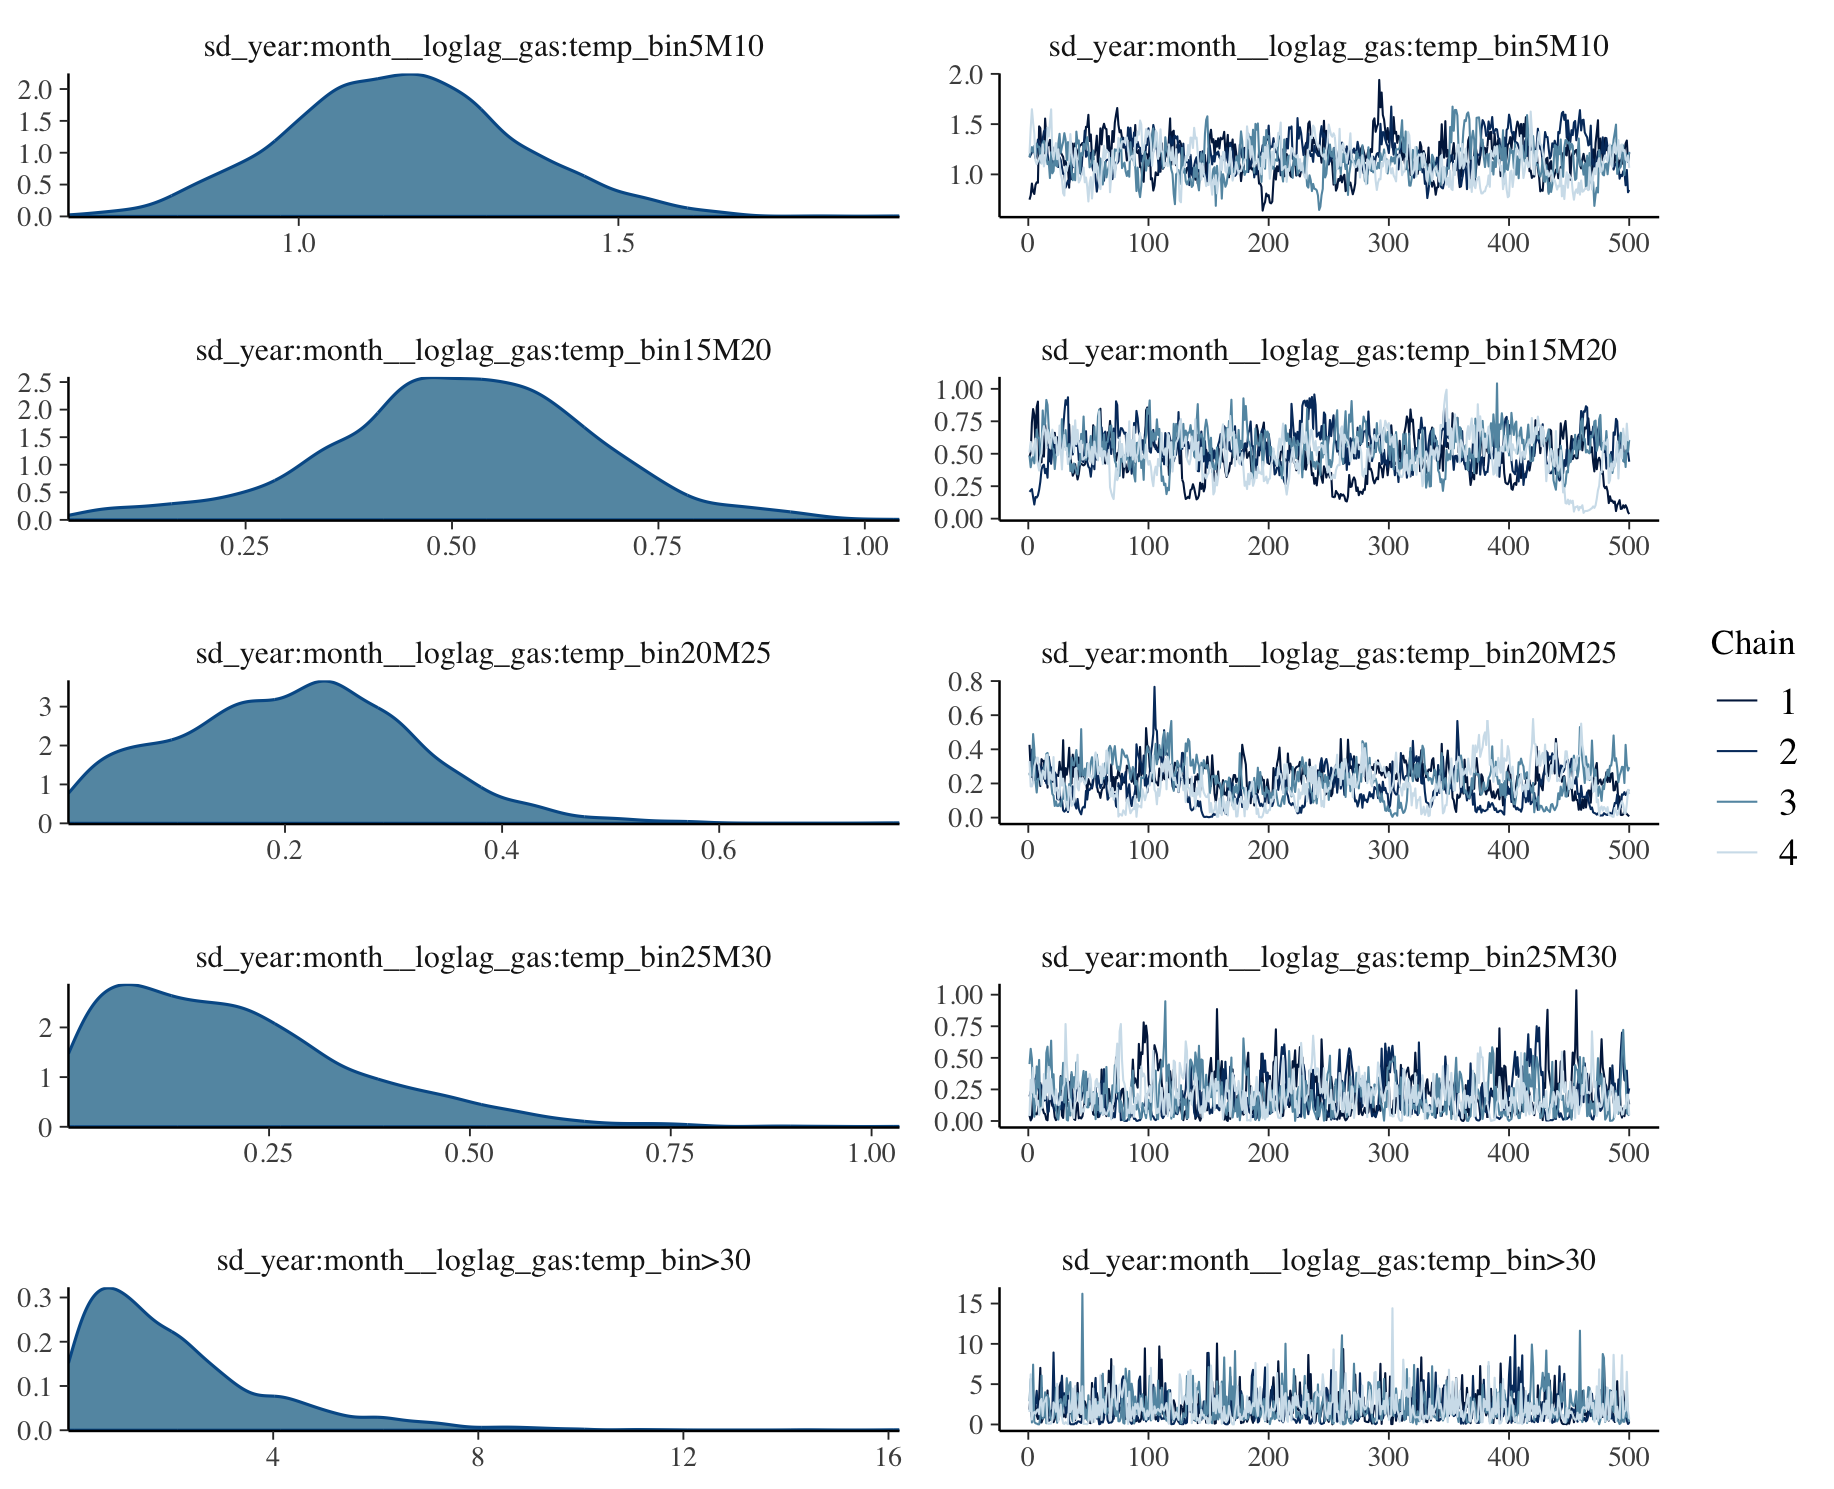 sd_year:month__loglag_gas:temp_bin5M10
sd_year:month__loglag_gas:temp_bin5M10
2.0
1.5
1.0
0.5
0.0
1.0 1.5
2.0
1.5
1.0
0 100 200 300 400 500
sd_year:month__loglag_gas:temp_bin15M20
sd_year:month__loglag_gas:temp_bin15M20
2.5
2.0
1.5
1.0
0.5
0.0
0.25 0.50 0.75 1.00
1.00
0.75
0.50
0.25
0.00
0 100 200 300 400 500
sd_year:month__loglag_gas:temp_bin20M25
sd_year:month__loglag_gas:temp_bin20M25
3
2
1
0
0.2 0.4 0.6
0.8
0.6
0.4
0.2
0.0
0 100 200 300 400 500
Chain
1
2
3
4
sd_year:month__loglag_gas:temp_bin25M30
sd_year:month__loglag_gas:temp_bin25M30
2
1
0
0.25 0.50 0.75 1.00
1.00
0.75
0.50
0.25
0.00
0 100 200 300 400 500
sd_year:month__loglag_gas:temp_bin>30
sd_year:month__loglag_gas:temp_bin>30
0.3
0.2
0.1
0.0
4 8 12 16
15
10
5
0
0 100 200 300 400 500